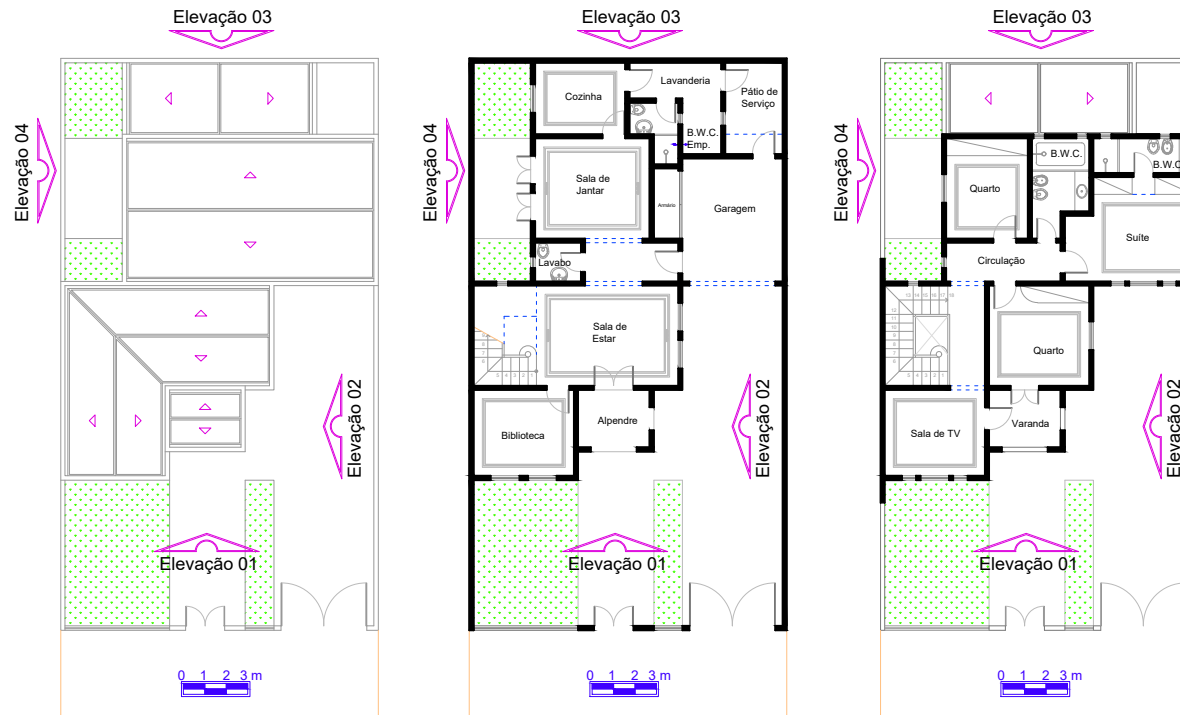 Elevação 03
Elevação 04
Elevação 02
Elevação 01
0 1 2 3 m
Elevação 03
Elevação 04
Cozinha
Lavanderia
Pátio de
Serviço
B.W.C.
Emp.
Sala de
Jantar
Armário
Garagem
Lavabo
Sala de
Estar
Biblioteca
Alpendre
Elevação 02
Elevação 01
0 1 2 3 m
Elevação 03
Elevação 04
B.W.C.
B.W.C
Quarto
Suíte
Circulação
Quarto
Sala de TV
Varanda
Elevação 02
Elevação 01
0 1 2 3 m